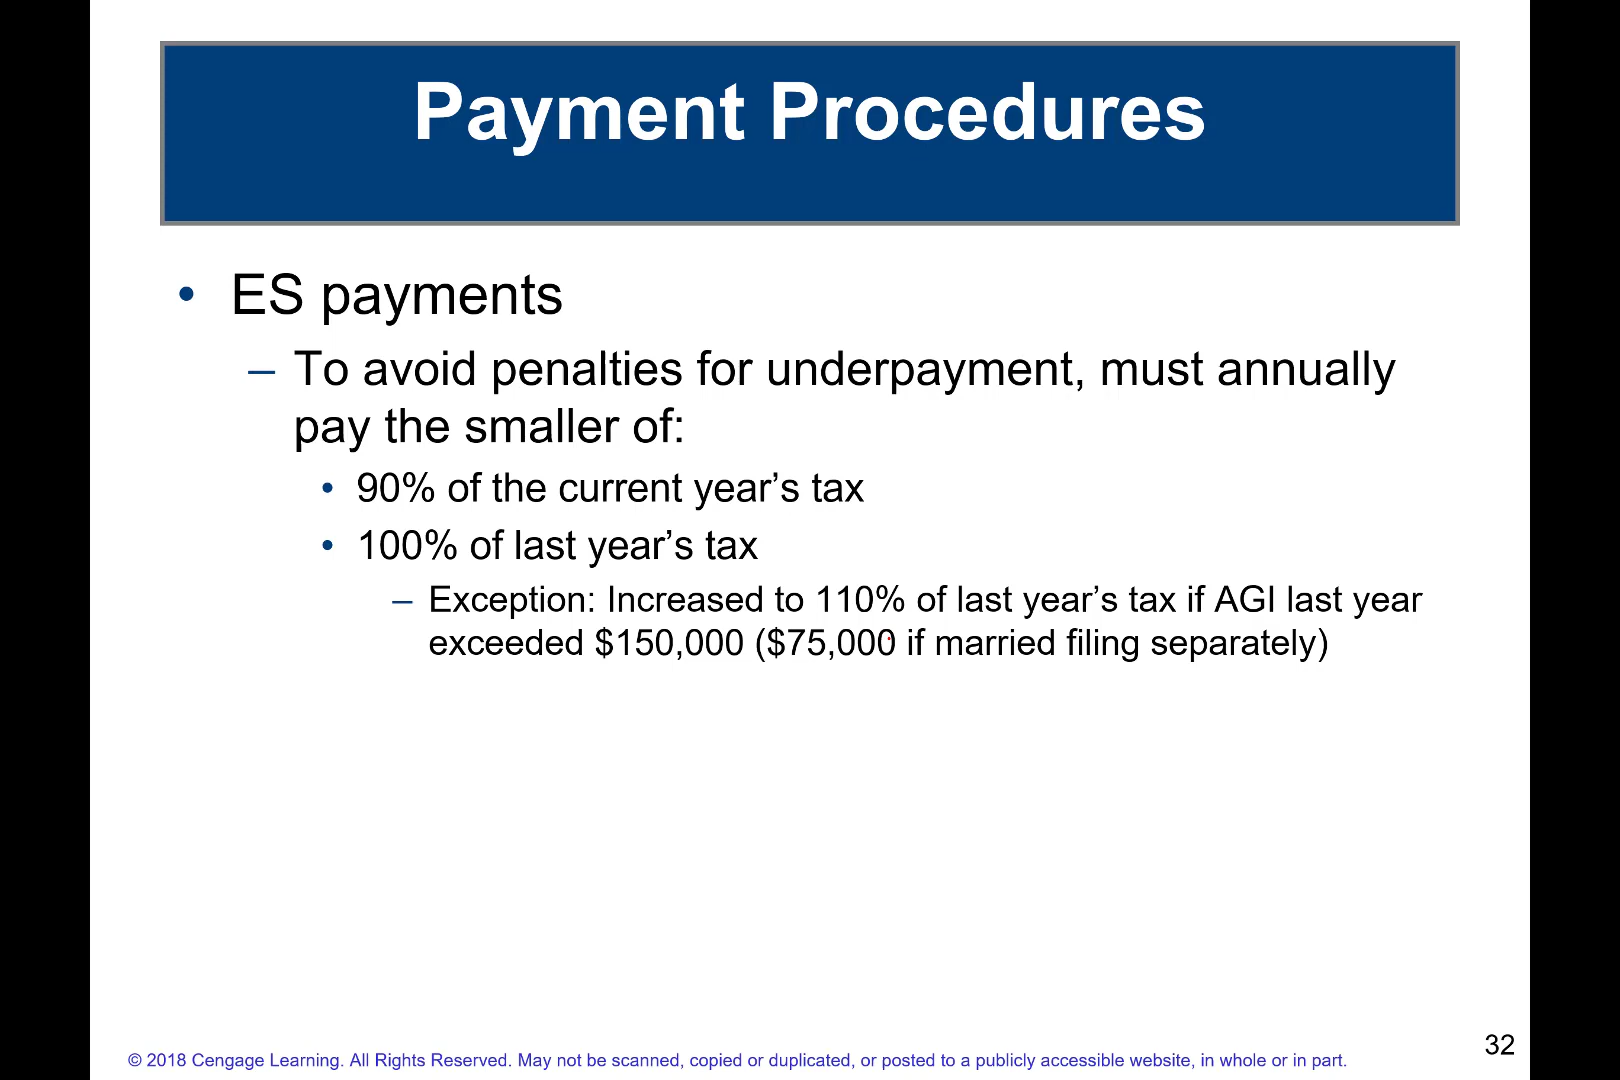 Payment Procedures
• ES payments
– To avoid penalties for underpayment, must annually
pay the smaller of:
• 90% of the current year’s tax
• 100% of last year’s tax
– Exception: Increased to 110% of last year’s tax if AGI last year
exceeded $150,000 ($75,000 if married filing separately)
32
© 2018 Cengage Learning. All Rights Reserved. May not be scanned, copied or duplicated, or posted to a publicly accessible website, in whole or in part.